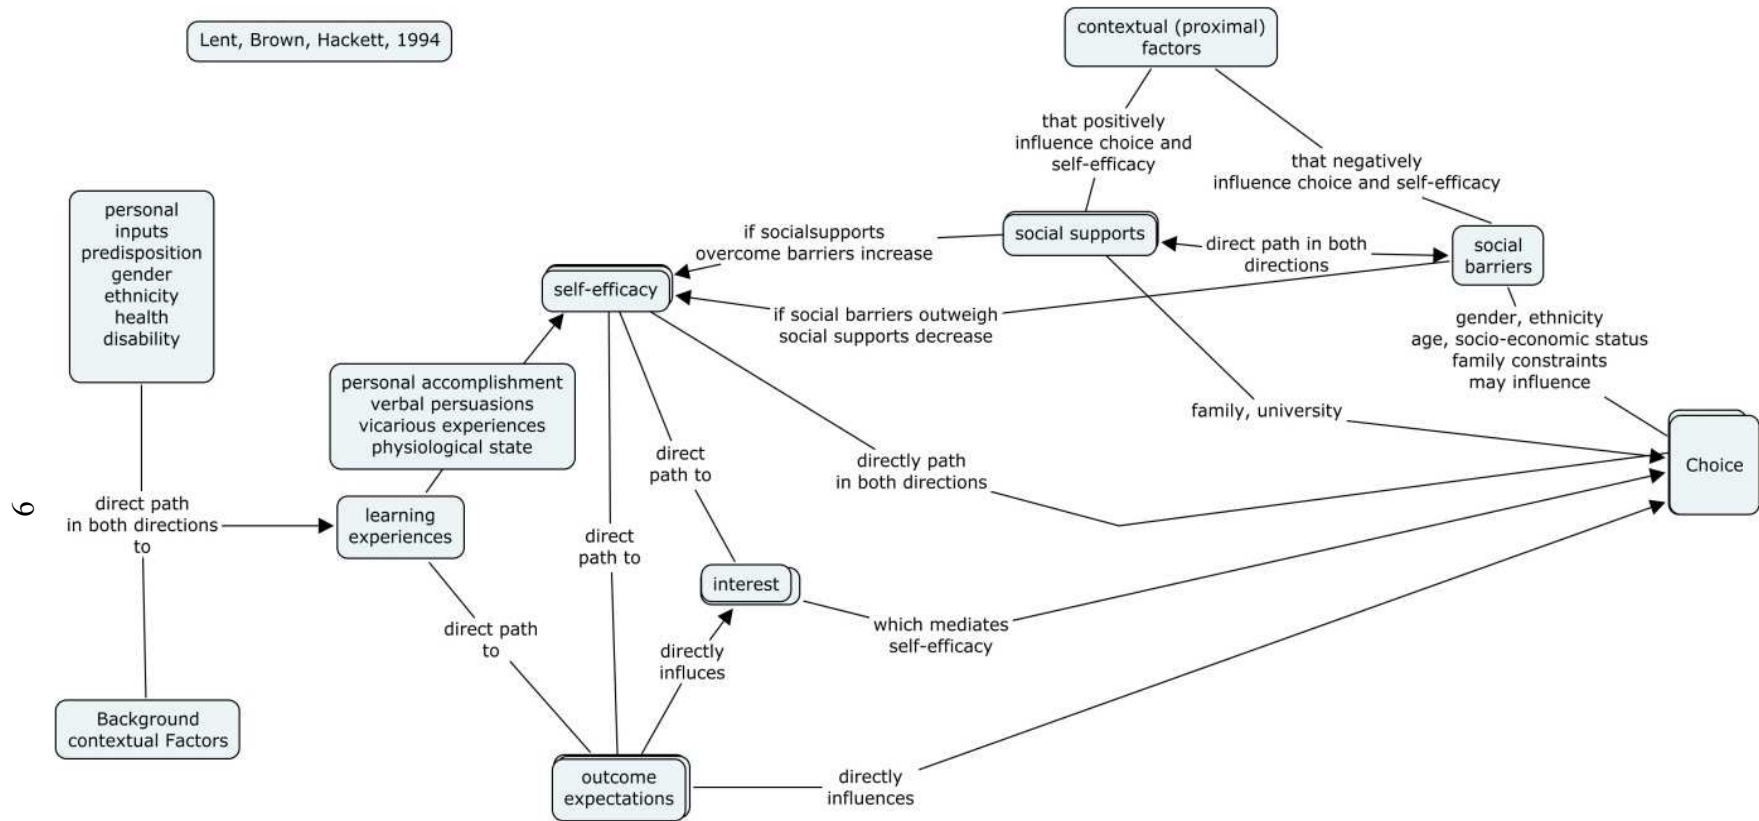 Lent, Brown, Hackett, 1994
contextual (proximal)
factors
that positively
influence choice and
self-efficacy
that negatively
influence choice and self-efficacy
personal
inputs
predisposition
gender
ethnicity
health
disability
social supports
if socialsupports
overcome barriers increase
direct path in both
directions
social
barriers
self-efficacy
if social barriers outweigh
social supports decrease
gender, ethnicity
age, socio-economic status
family constraints
may influence
personal accomplishment
verbal persuasions
vicarious experiences
physiological state
family, university
direct
path to
directly path
in both directions
Choice
6
direct path
in both directions
to
learning
experiences
direct
path to
interest
which mediates
self-efficacy
direct path
to
directly
influces
Background
contextual Factors
outcome
expectations
directly
influences